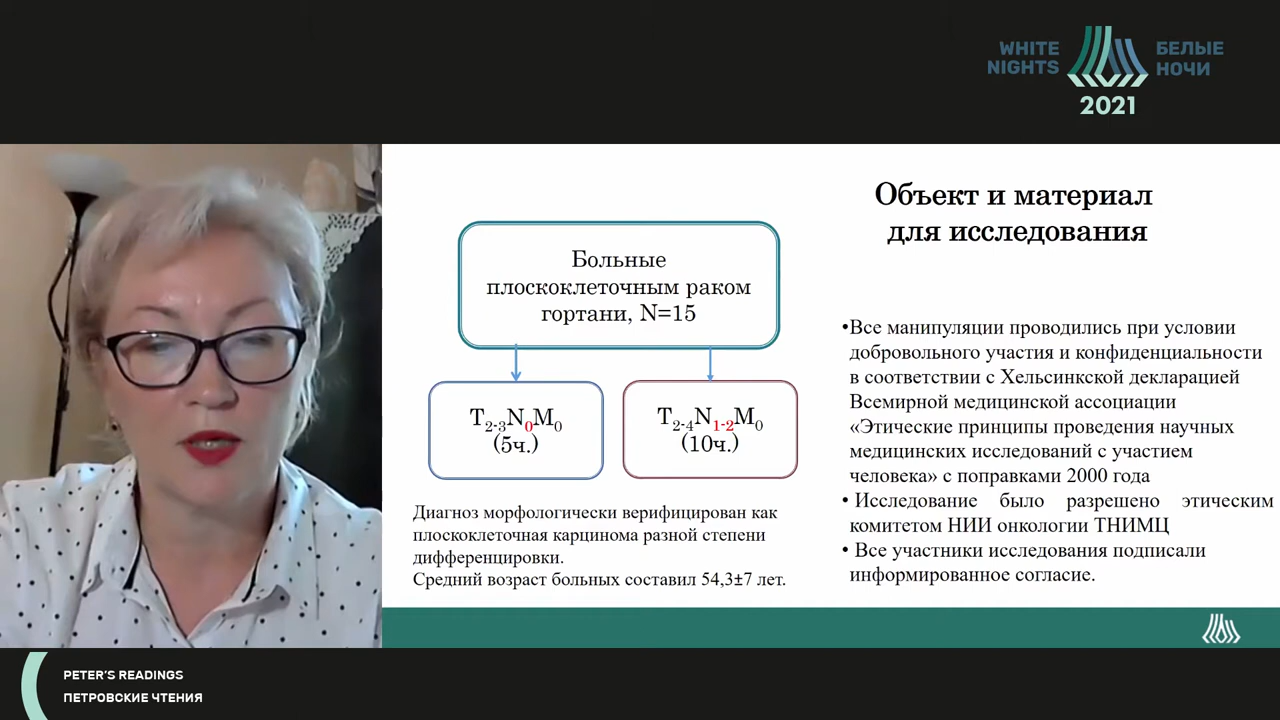 WHITE
NIGHTS
БЕЛЫЕ
НОЧИ
2021
Объект и материал
для исследования
Больные
плоскоклеточным раком
гортани, N=15
T2-3N0M0
(5ч.)
T2-4N1-2M0
(10ч.)
Диагноз морфологически верифицирован как
плоскоклеточная карцинома разной степени
дифференцировки.
Средний возраст больных составил 54,3±7 лет.
•Все манипуляции проводились при условии
добровольного участия и конфиденциальности
в соответствии с Хельсинкской декларацией
Всемирной медицинской ассоциации
«Этические принципы проведения научных
медицинских исследований с участием
человека» с поправками 2000 года
• Исследование было разрешено этическим
комитетом НИИ онкологии ТНИМЦ
• Все участники исследования подписали
информированное согласие.
PETER'S READINGS
ПЕТРОВСКИЕ ЧТЕНИЯ